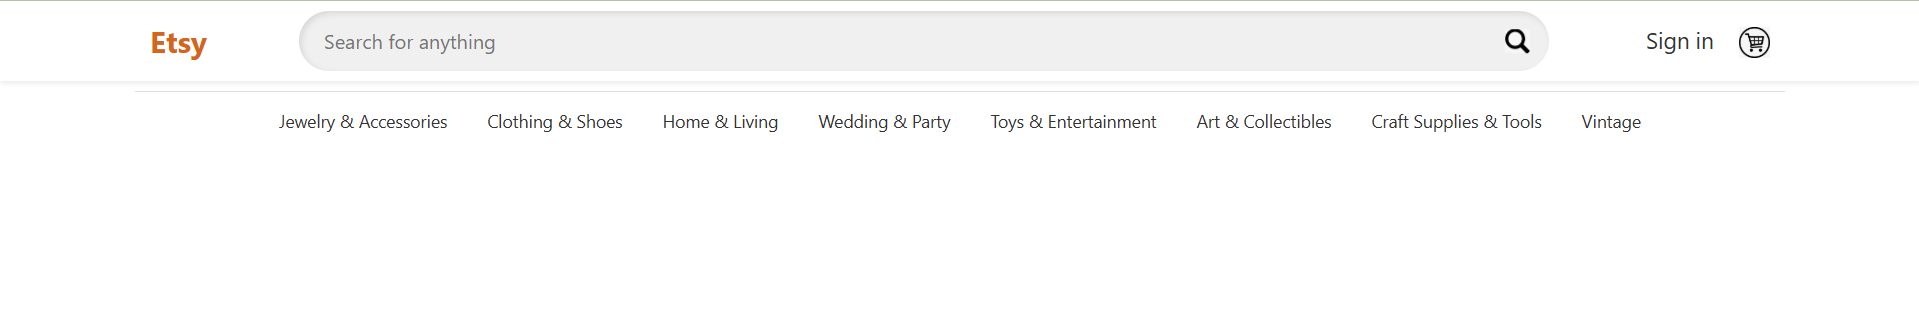 Etsy Search for anything Sign in
Jewelry & Accessories Clothing & Shoes Home & Living Wedding & Party Toys & Entertainment Art & Collectibles Craft Supplies & Tools Vintage